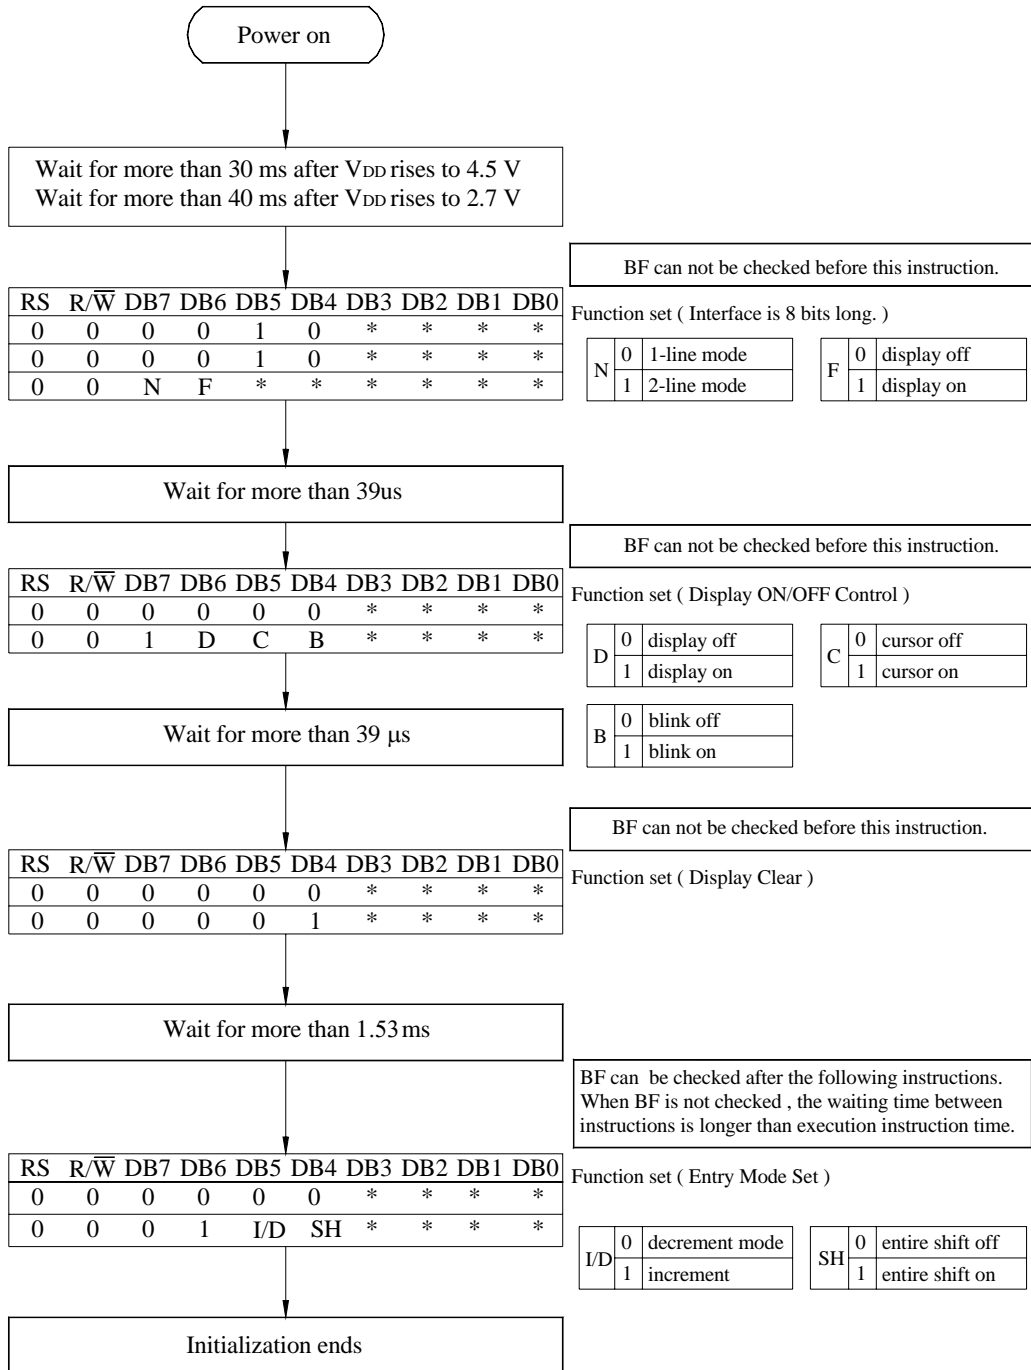 Power on
Wait for more than 30 ms after VDD rises to 4.5 V
Wait for more than 40 ms after VDD rises to 2.7 V
BF can not be checked before this instruction.
RS R/W̅ DB7 DB6 DB5 DB4 DB3 DB2 DB1 DB0
0 0 0 0 1 0 * * * *
0 0 0 0 1 0 * * * *
0 0 N F * * * * * *
Function set ( Interface is 8 bits long. )
N
0 1-line mode
1 2-line mode
F
0 display off
1 display on
Wait for more than 39us
BF can not be checked before this instruction.
RS R/W̅ DB7 DB6 DB5 DB4 DB3 DB2 DB1 DB0
0 0 0 0 0 0 * * * *
0 0 1 D C B * * * *
Function set ( Display ON/OFF Control )
D
0 display off
1 display on
C
0 cursor off
1 cursor on
B
0 blink off
1 blink on
Wait for more than 39 μs
BF can not be checked before this instruction.
RS R/W̅ DB7 DB6 DB5 DB4 DB3 DB2 DB1 DB0
0 0 0 0 0 0 * * * *
0 0 0 0 0 1 * * * *
Function set ( Display Clear )
Wait for more than 1.53 ms
BF can be checked after the following instructions.
When BF is not checked , the waiting time between
instructions is longer than execution instruction time.
RS R/W̅ DB7 DB6 DB5 DB4 DB3 DB2 DB1 DB0
0 0 0 0 0 0 * * * *
0 0 0 1 I/D SH * * * *
Function set ( Entry Mode Set )
I/D
0 decrement mode
1 increment
SH
0 entire shift off
1 entire shift on
Initialization ends